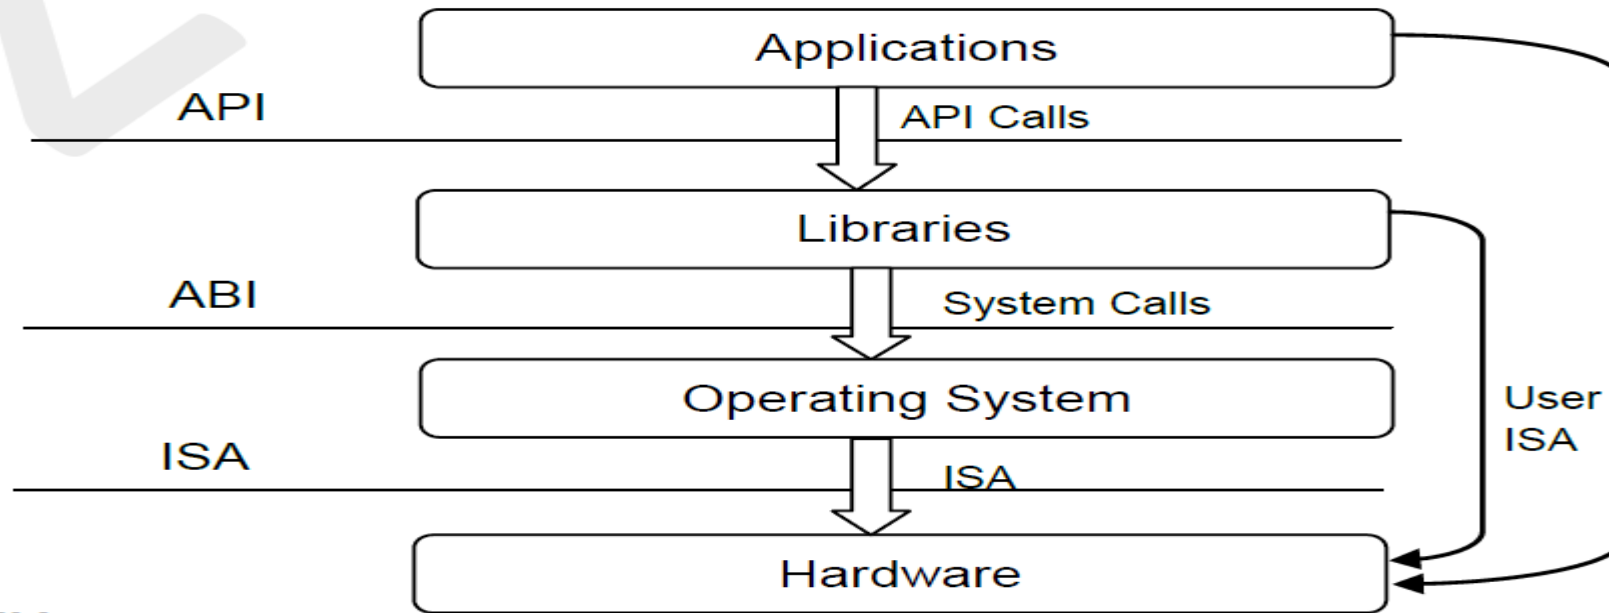 Applications
API
API Calls
Libraries
ABI
System Calls
Operating System
User
ISA
ISA
ISA
Hardware